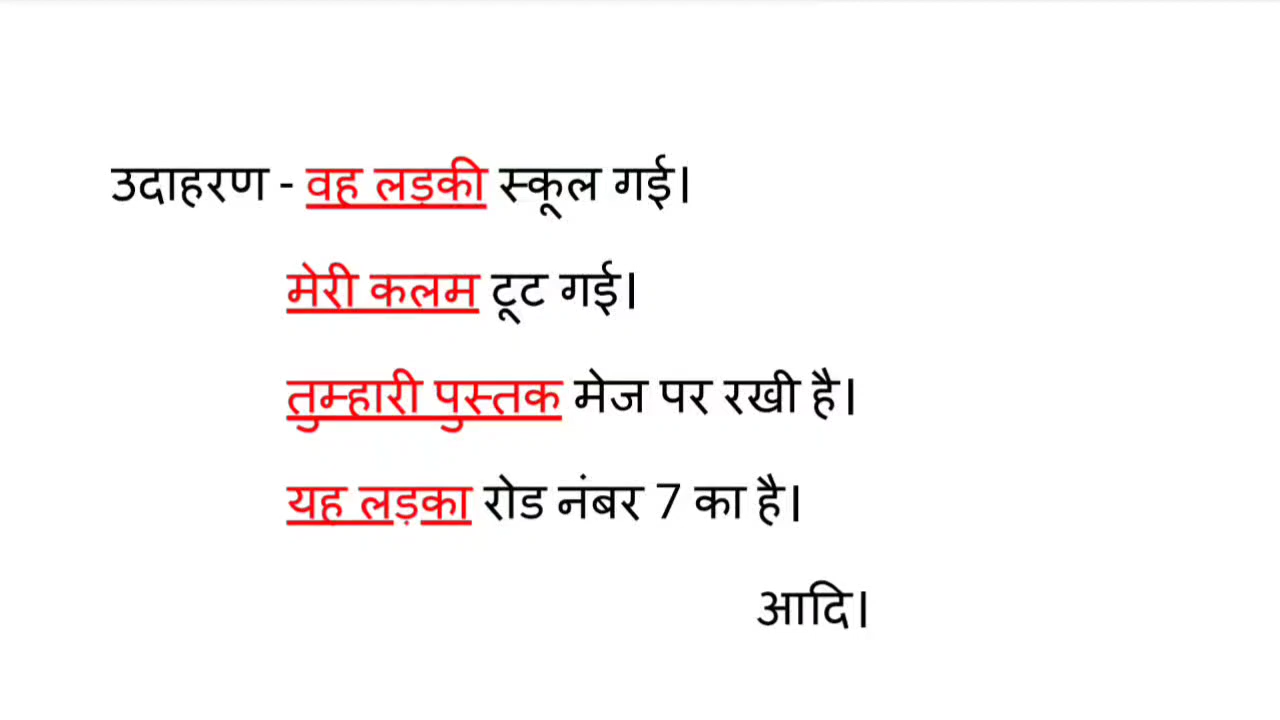 उदाहरण - वह लड़की स्कूल गई।
मेरी कलम टूट गई।
तुम्हारी पुस्तक मेज पर रखी है।
यह लड़का रोड नंबर 7 का है।
आदि।